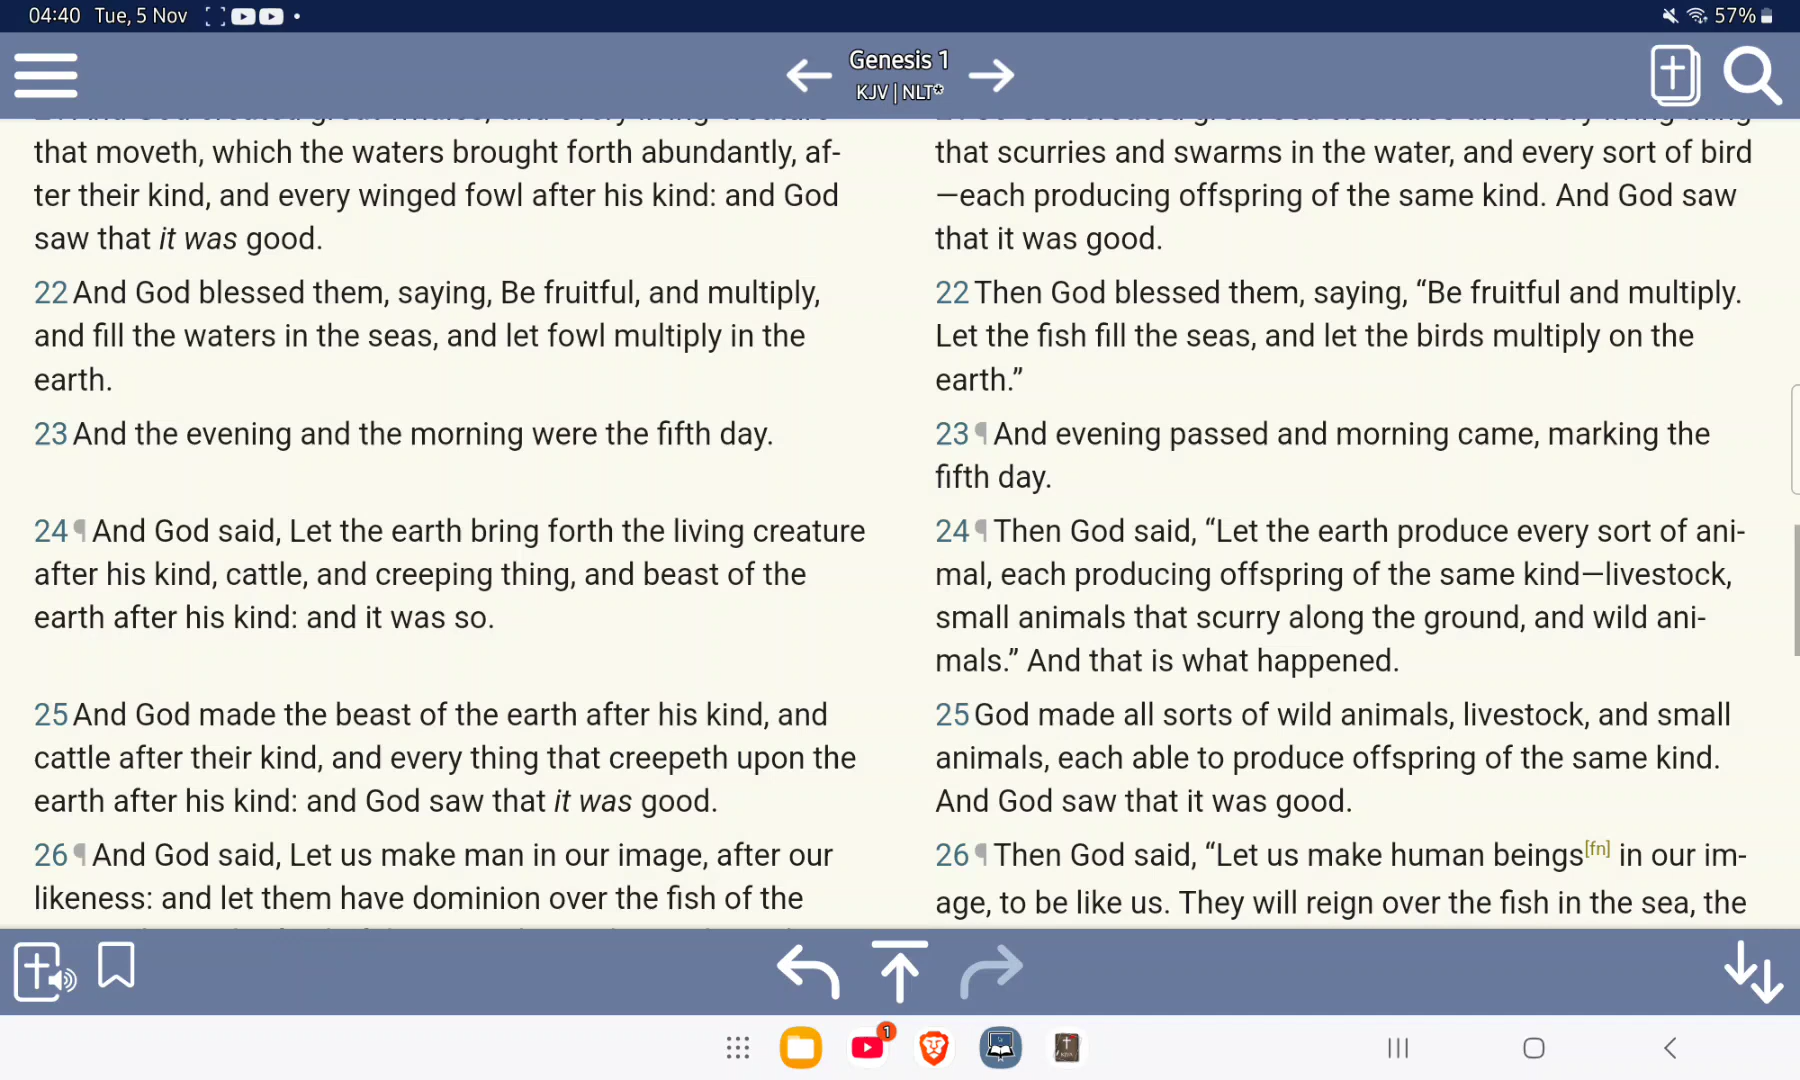 04:40 Tue, 5 Nov
57%
Genesis 1
KJV | NLT*
that moveth, which the waters brought forth abundantly, af-
ter their kind, and every winged fowl after his kind: and God
saw that it was good.
22 And God blessed them, saying, Be fruitful, and multiply,
and fill the waters in the seas, and let fowl multiply in the
earth.
23 And the evening and the morning were the fifth day.
24 ¶ And God said, Let the earth bring forth the living creature
after his kind, cattle, and creeping thing, and beast of the
earth after his kind: and it was so.
25 And God made the beast of the earth after his kind, and
cattle after their kind, and every thing that creepeth upon the
earth after his kind: and God saw that it was good.
26 ¶ And God said, Let us make man in our image, after our
likeness: and let them have dominion over the fish of the
that scurries and swarms in the water, and every sort of bird
—each producing offspring of the same kind. And God saw
that it was good.
22 Then God blessed them, saying, “Be fruitful and multiply.
Let the fish fill the seas, and let the birds multiply on the
earth.”
23 ¶ And evening passed and morning came, marking the
fifth day.
24 ¶ Then God said, “Let the earth produce every sort of ani-
mal, each producing offspring of the same kind—livestock,
small animals that scurry along the ground, and wild ani-
mals.” And that is what happened.
25 God made all sorts of wild animals, livestock, and small
animals, each able to produce offspring of the same kind.
And God saw that it was good.
26 ¶ Then God said, “Let us make human beings[fn] in our im-
age, to be like us. They will reign over the fish in the sea, the
1